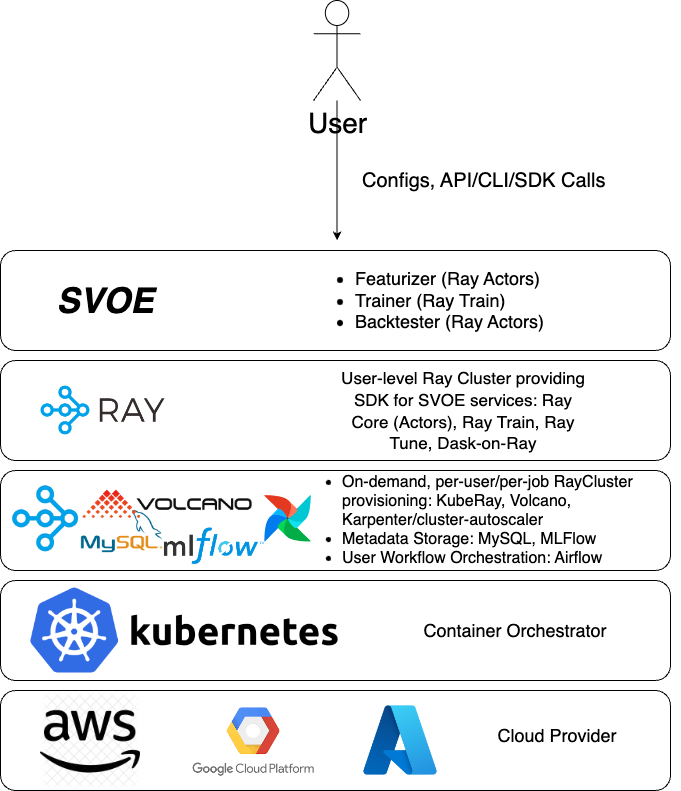 User
Configs, API/CLI/SDK Calls
SVOE
• Featurizer (Ray Actors)
• Trainer (Ray Train)
• Backtester (Ray Actors)
RAY
User-level Ray Cluster providing
SDK for SVOE services: Ray
Core (Actors), Ray Train, Ray
Tune, Dask-on-Ray
VOLCANO
MySQL
mlflow
• On-demand, per-user/per-job RayCluster
provisioning: KubeRay, Volcano,
Karpenter/cluster-autoscaler
• Metadata Storage: MySQL, MLFlow
• User Workflow Orchestration: Airflow
kubernetes
Container Orchestrator
aws
Google Cloud Platform
Cloud Provider